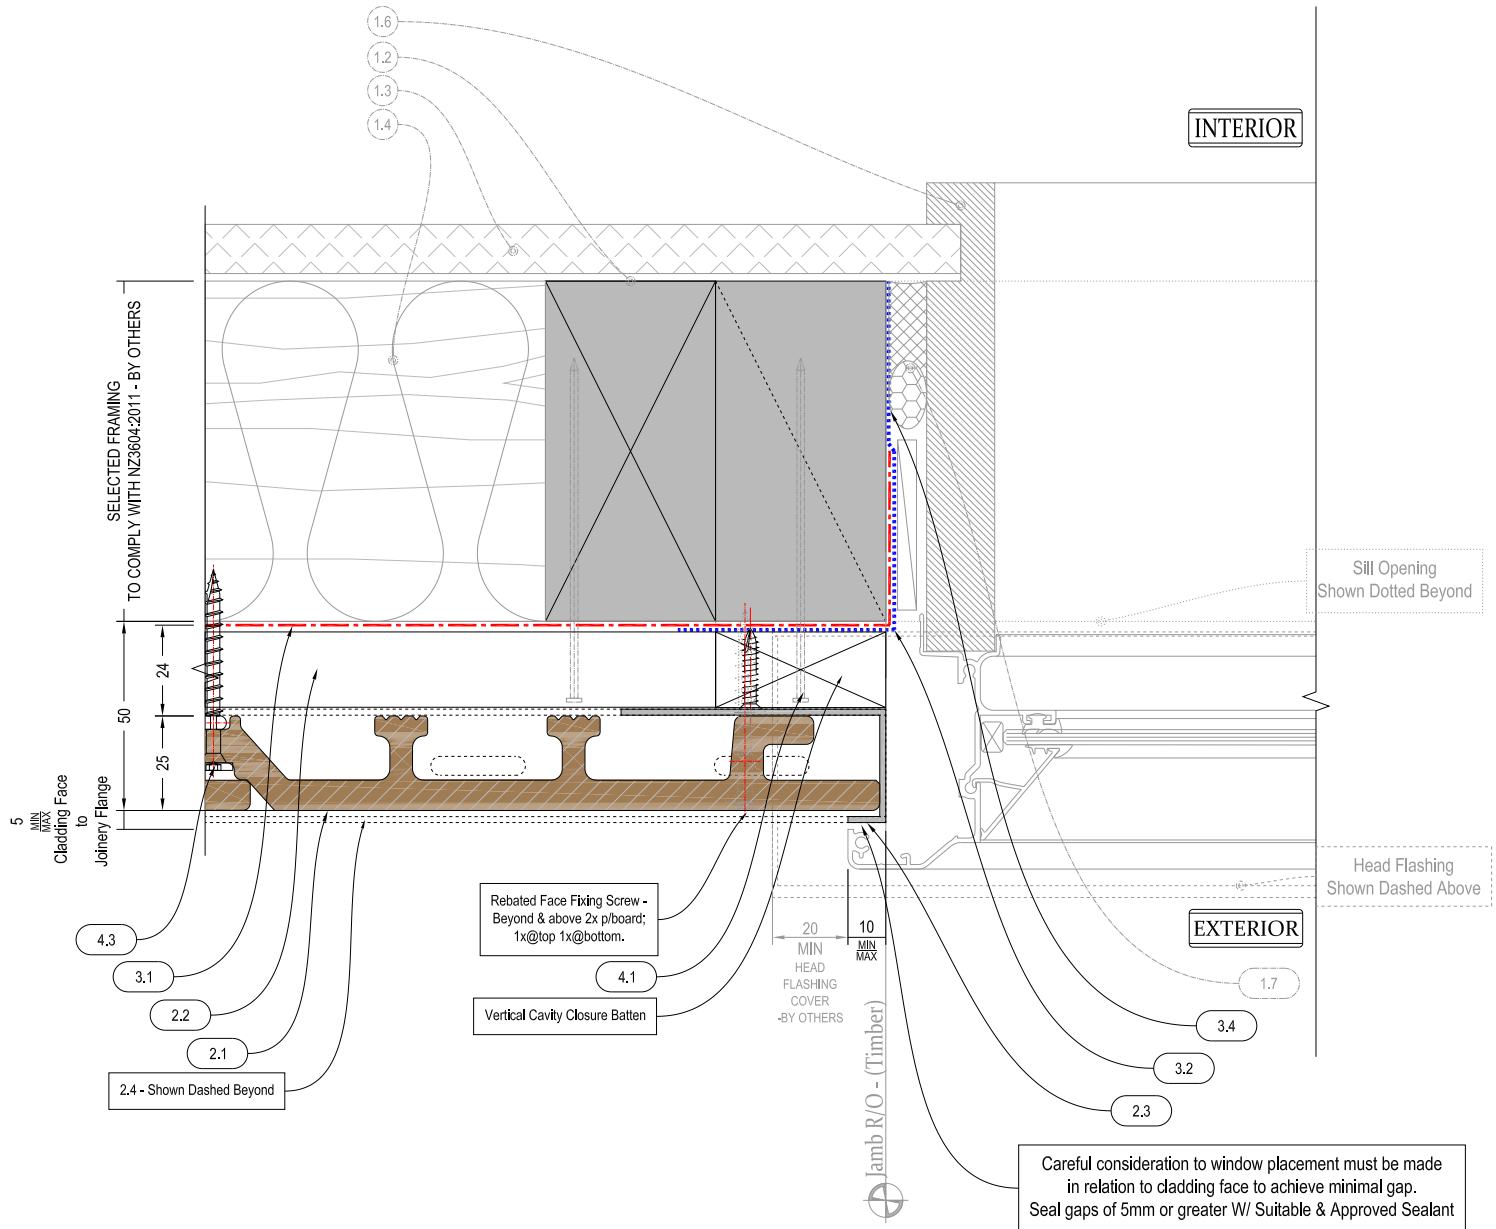 1.6
1.2
1.3
1.4
INTERIOR
SELECTED FRAMING
TO COMPLY WITH NZ3604:2011 - BY OTHERS
Sill Opening
Shown Dotted Beyond
24
50
25
5
MIN
MAX
Cladding Face
to
Joinery Flange
Head Flashing
Shown Dashed Above
EXTERIOR
Rebated Face Fixing Screw -
Beyond & above 2x p/board;
1x@top 1x@bottom.
20
MIN
HEAD
FLASHING
COVER
-BY OTHERS
10
MIN
MAX
4.3
3.1
2.2
2.1
2.4 - Shown Dashed Beyond
4.1
Vertical Cavity Closure Batten
1.7
3.4
3.2
2.3
Jamb R/O - (Timber)
Careful consideration to window placement must be made
in relation to cladding face to achieve minimal gap.
Seal gaps of 5mm or greater W/ Suitable & Approved Sealant